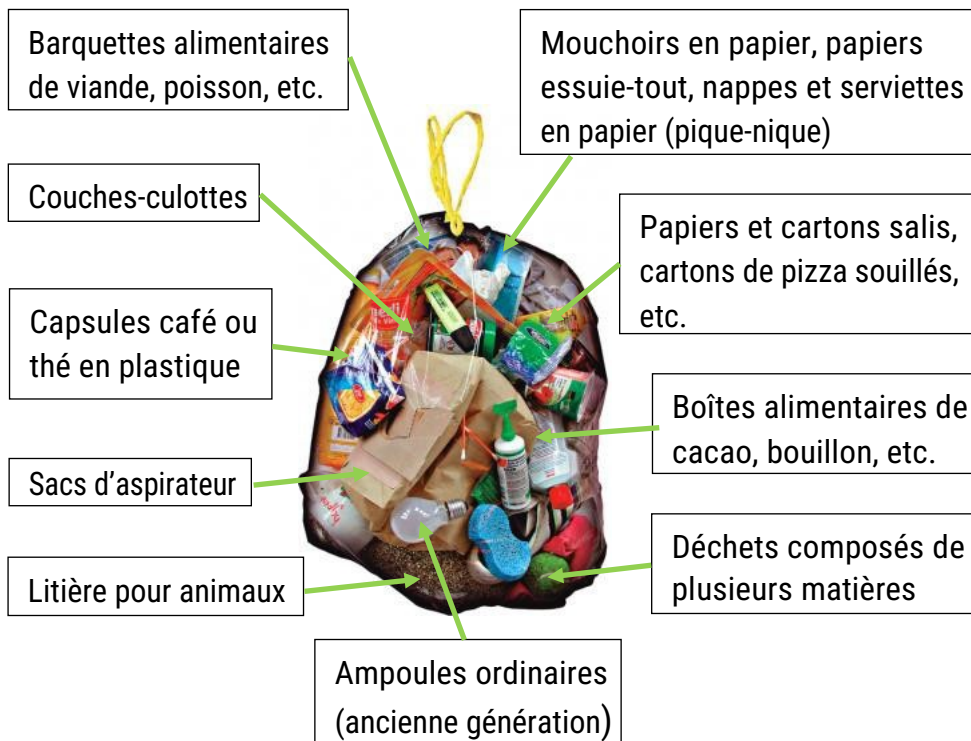 Barquettes alimentaires
de viande, poisson, etc.
Mouchoirs en papier, papiers
essuie-tout, nappes et serviettes
en papier (pique-nique)
Couches-culottes
Papiers et cartons salis,
cartons de pizza souillés,
etc.
Capsules café ou
thé en plastique
Boîtes alimentaires de
cacao, bouillon, etc.
Sacs d’aspirateur
Déchets composés de
plusieurs matières
Litière pour animaux
Ampoules ordinaires
(ancienne génération)